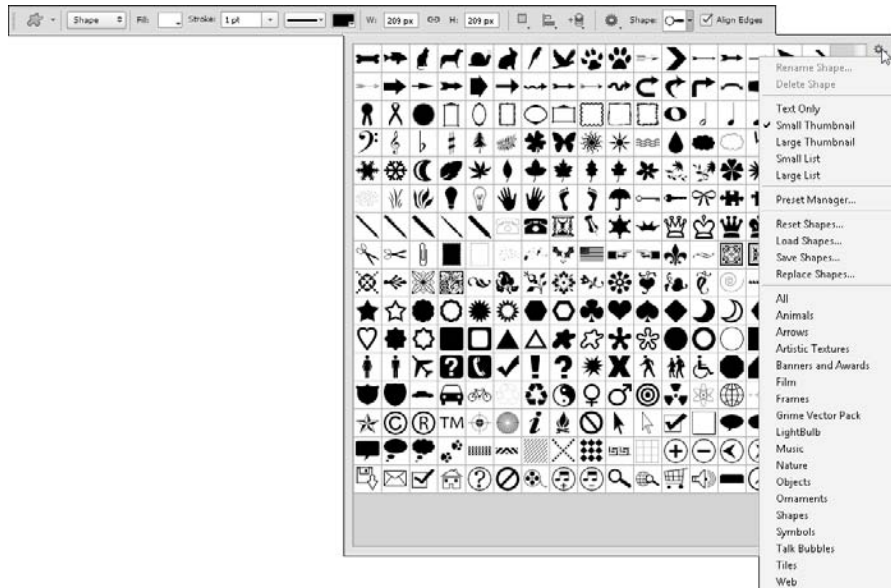 Shape Fill: Stroke: 1 pt W: 209 px H: 209 px Shape: Align Edges
Rename Shape...
Delete Shape
Text Only
Small Thumbnail
Large Thumbnail
Small List
Large List
Preset Manager...
Reset Shapes...
Load Shapes...
Save Shapes...
Replace Shapes...
All
Animals
Arrows
Artistic Textures
Banners and Awards
Film
Frames
Grime Vector Pack
LightBulb
Music
Nature
Objects
Ornaments
Shapes
Symbols
Talk Bubbles
Tiles
Web
TM